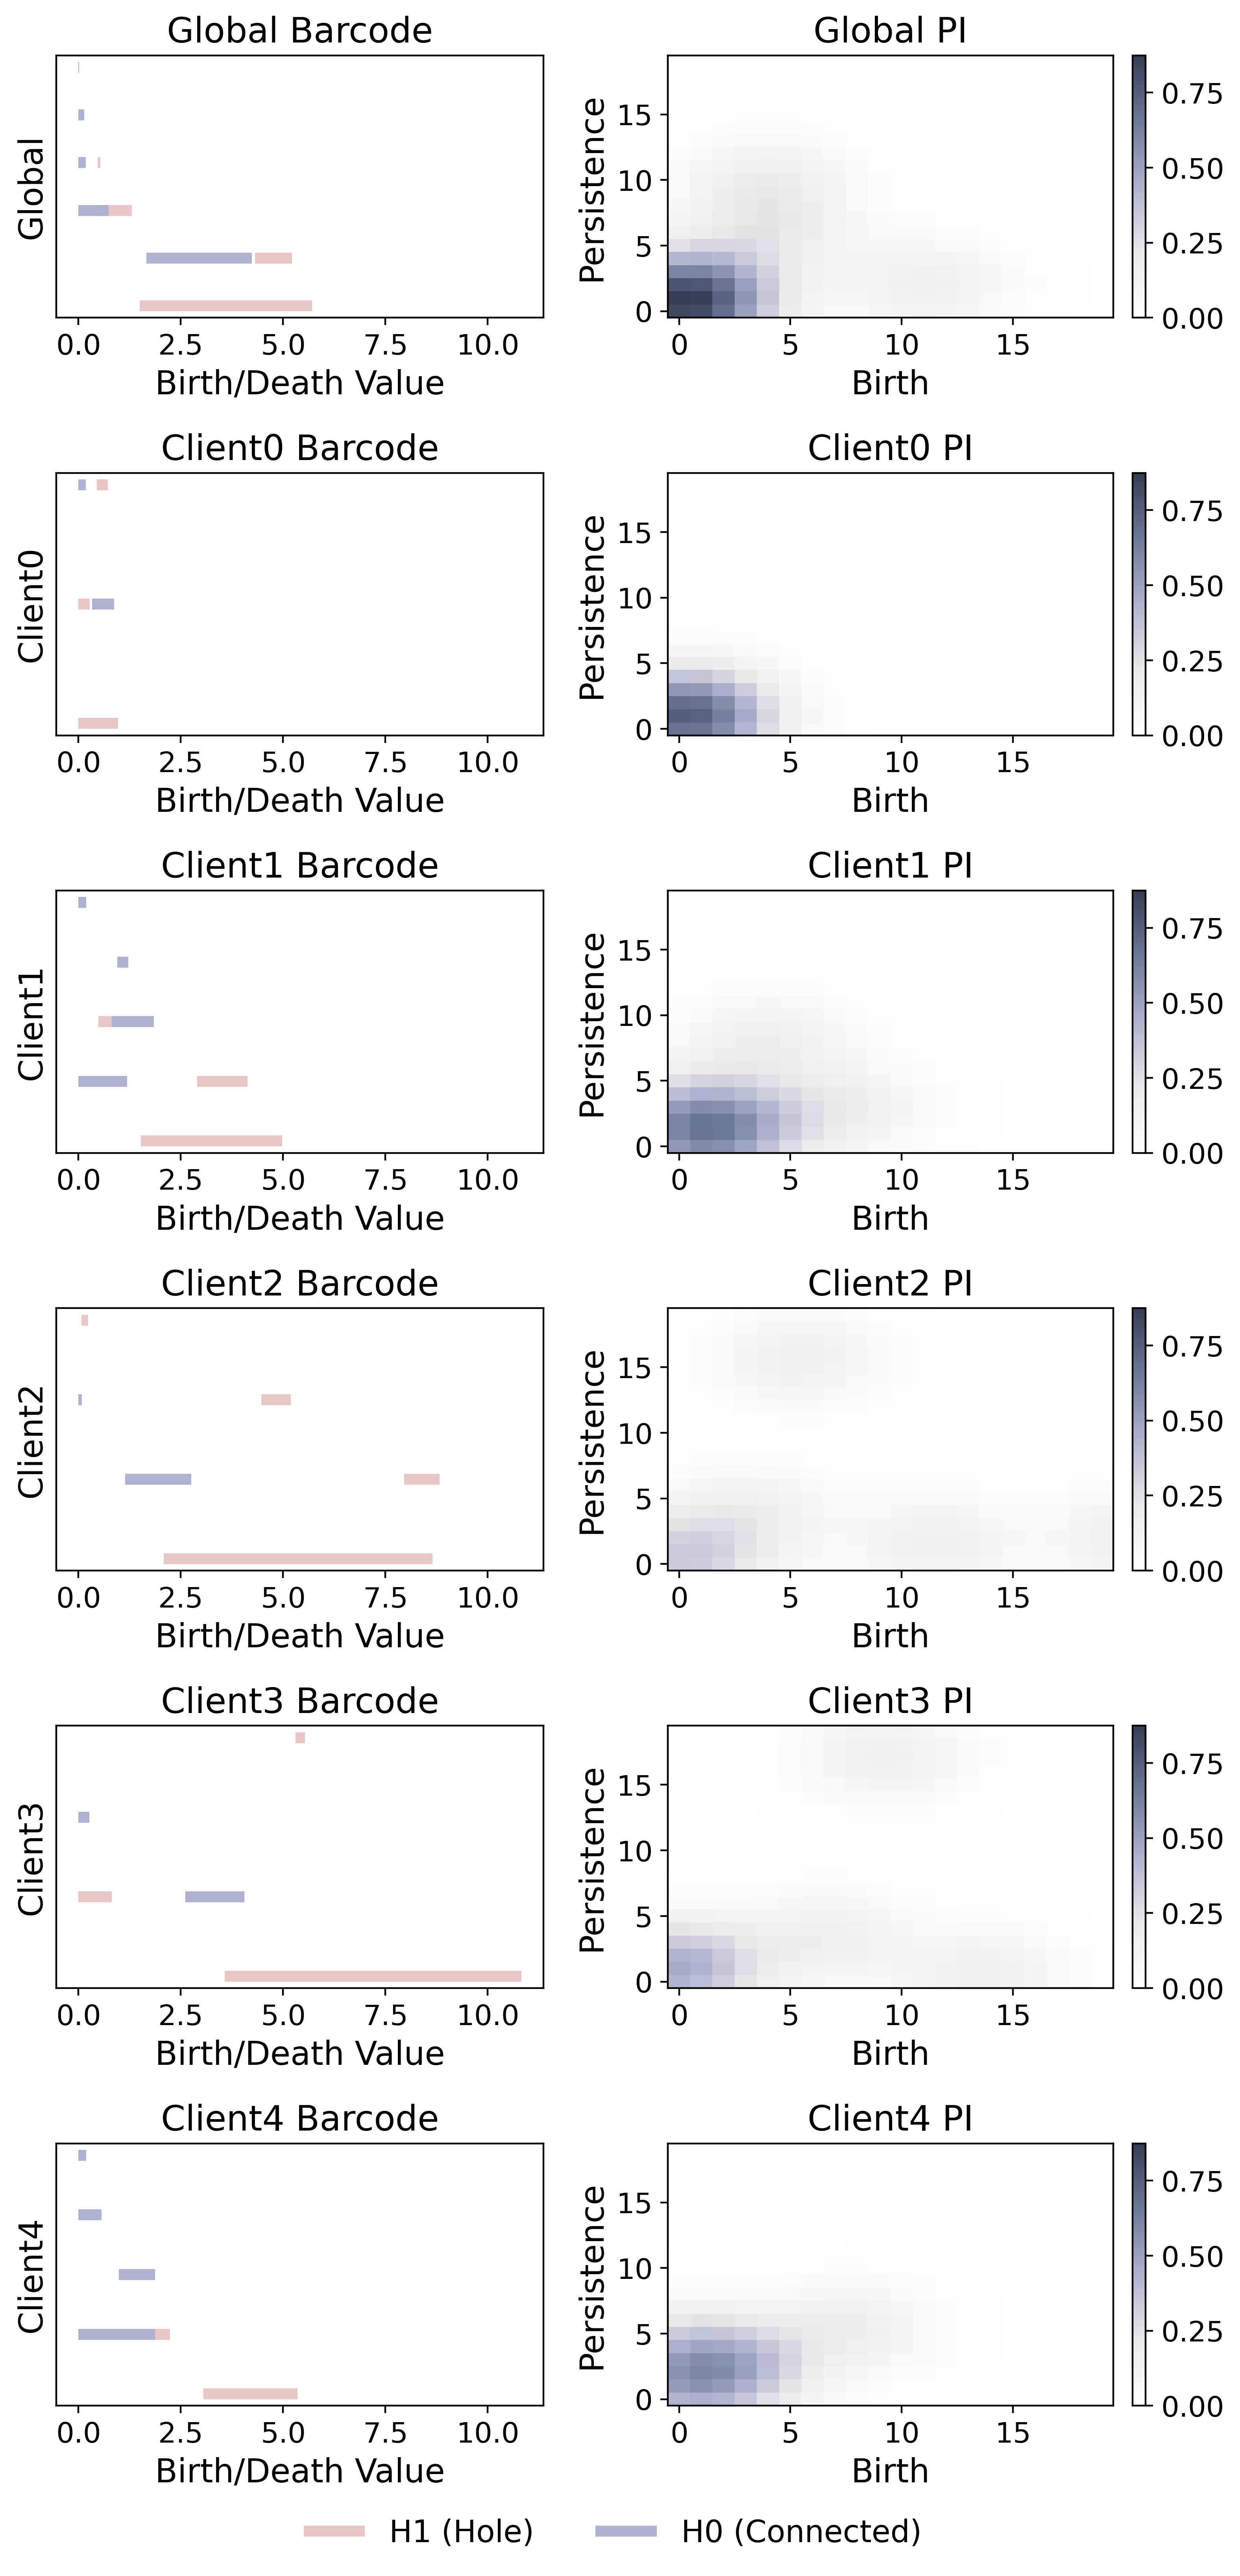 Global Barcode
Global
0.0 2.5 5.0 7.5 10.0
Birth/Death Value
Global PI
Persistence
15
10
5
0
0 5 10 15
Birth
0.75
0.50
0.25
0.00
Client0 Barcode
Client0
0.0 2.5 5.0 7.5 10.0
Birth/Death Value
Client0 PI
Persistence
15
10
5
0
0 5 10 15
Birth
0.75
0.50
0.25
0.00
Client1 Barcode
Client1
0.0 2.5 5.0 7.5 10.0
Birth/Death Value
Client1 PI
Persistence
15
10
5
0
0 5 10 15
Birth
0.75
0.50
0.25
0.00
Client2 Barcode
Client2
0.0 2.5 5.0 7.5 10.0
Birth/Death Value
Client2 PI
Persistence
15
10
5
0
0 5 10 15
Birth
0.75
0.50
0.25
0.00
Client3 Barcode
Client3
0.0 2.5 5.0 7.5 10.0
Birth/Death Value
Client3 PI
Persistence
15
10
5
0
0 5 10 15
Birth
0.75
0.50
0.25
0.00
Client4 Barcode
Client4
0.0 2.5 5.0 7.5 10.0
Birth/Death Value
Client4 PI
Persistence
15
10
5
0
0 5 10 15
Birth
0.75
0.50
0.25
0.00
H1 (Hole) H0 (Connected)